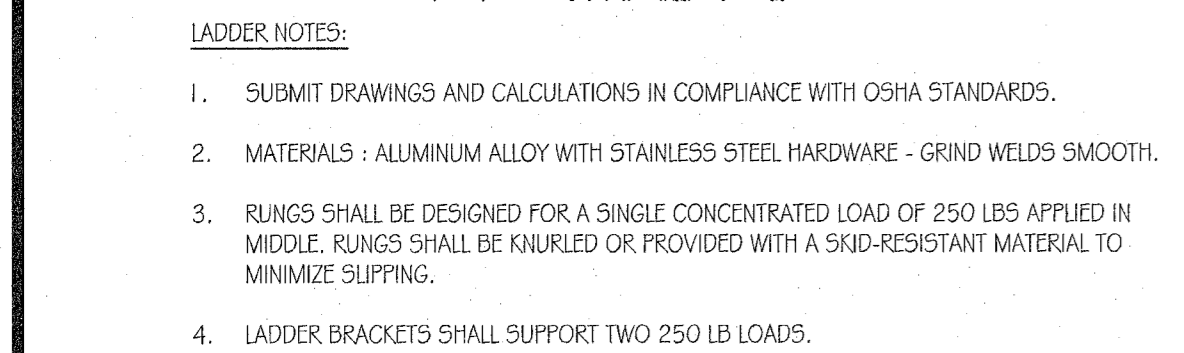 LADDER NOTES:
1. SUBMIT DRAWINGS AND CALCULATIONS IN COMPLIANCE WITH OSHA STANDARDS.
2. MATERIALS : ALUMINUM ALLOY WITH STAINLESS STEEL HARDWARE - GRIND WELDS SMOOTH.
3. RUNGS SHALL BE DESIGNED FOR A SINGLE CONCENTRATED LOAD OF 250 LBS APPLIED IN
MIDDLE. RUNGS SHALL BE KNURLED OR PROVIDED WITH A SKID-RESISTANT MATERIAL TO
MINIMIZE SLIPPING.
4. LADDER BRACKETS SHALL SUPPORT TWO 250 LB LOADS.